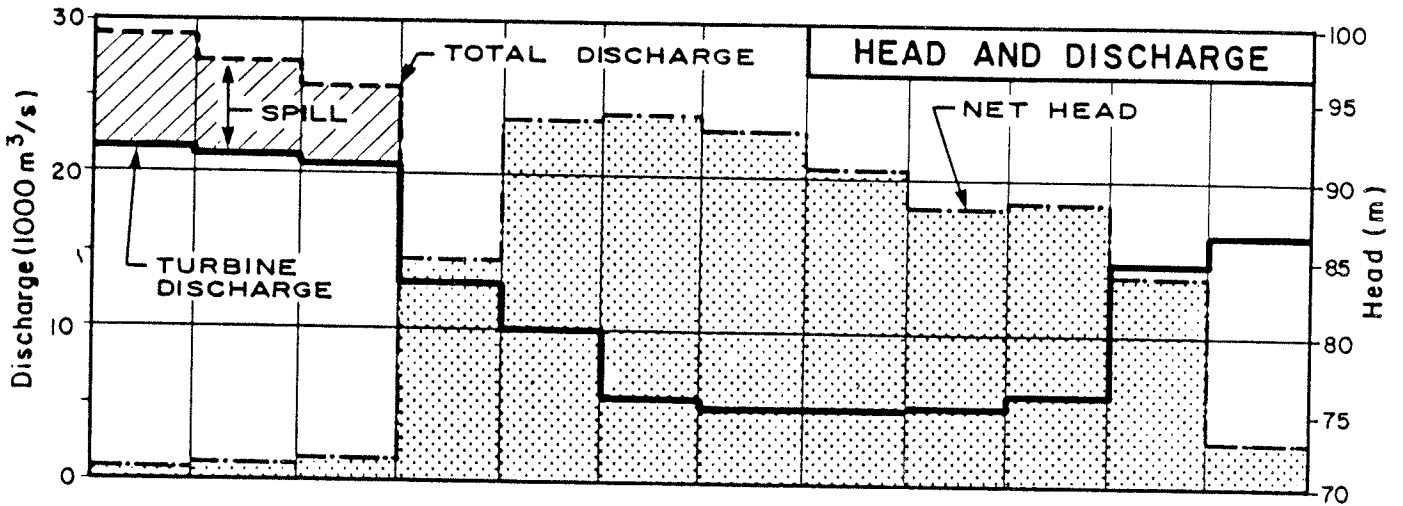 30
20
10
0
Discharge (1000 m³/s)
TOTAL DISCHARGE
HEAD AND DISCHARGE
SPILL
NET HEAD
TURBINE
DISCHARGE
100
95
90
85
80
75
70
Head (m)